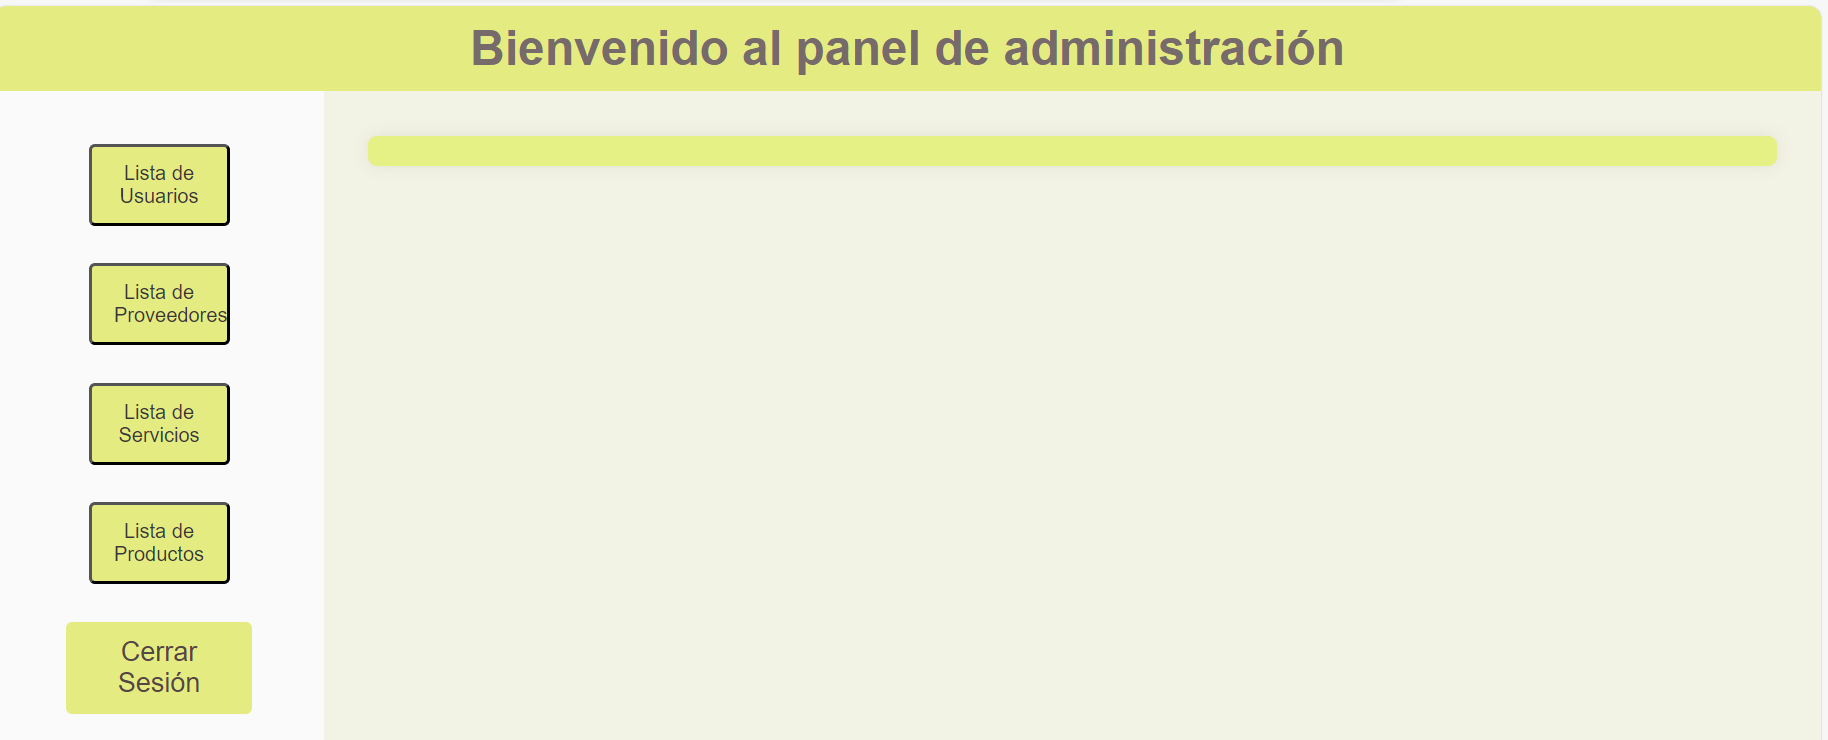 Bienvenido al panel de administración
Lista de
Usuarios
Lista de
Proveedores
Lista de
Servicios
Lista de
Productos
Cerrar
Sesión